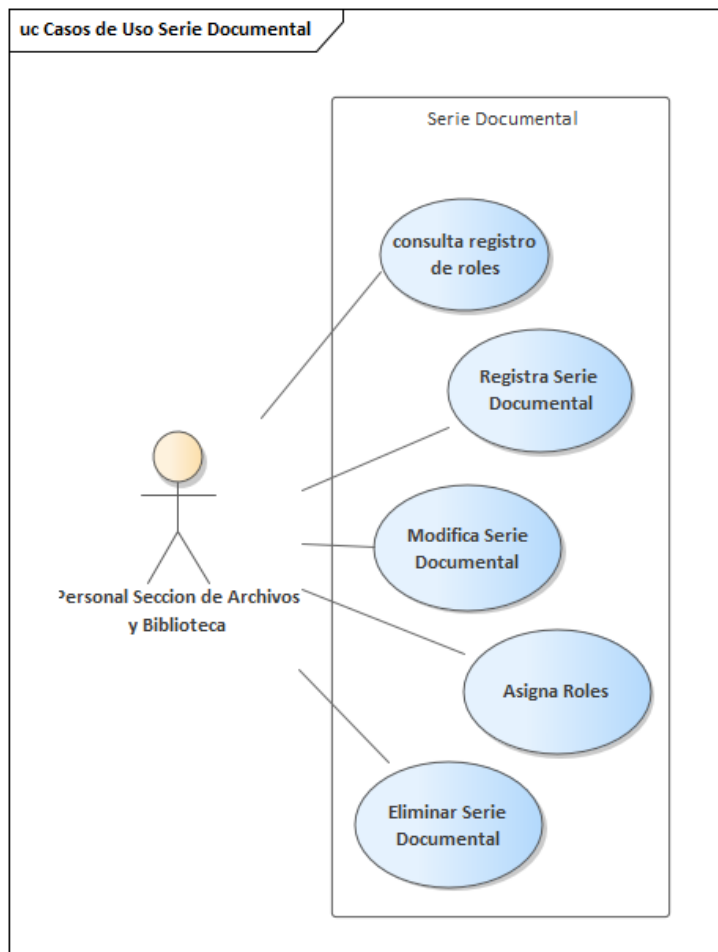 uc Casos de Uso Serie Documental
Serie Documental
consulta registro
de roles
Registra Serie
Documental
Modifica Serie
Documental
Personal Seccion de Archivos
y Biblioteca
Asigna Roles
Eliminar Serie
Documental